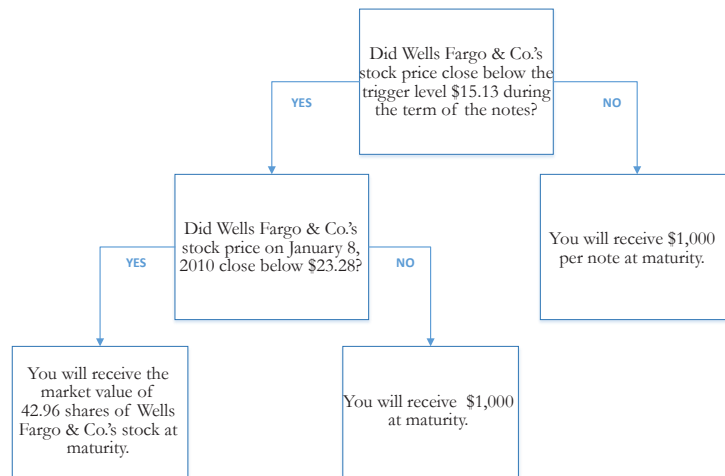 Did Wells Fargo & Co.'s
stock price close below the
trigger level $15.13 during
the term of the notes?
YES
NO
Did Wells Fargo & Co.'s
stock price on January 8,
2010 close below $23.28?
You will receive $1,000
per note at maturity.
YES
NO
You will receive the
market value of
42.96 shares of Wells
Fargo & Co.'s stock at
maturity.
You will receive $1,000
at maturity.